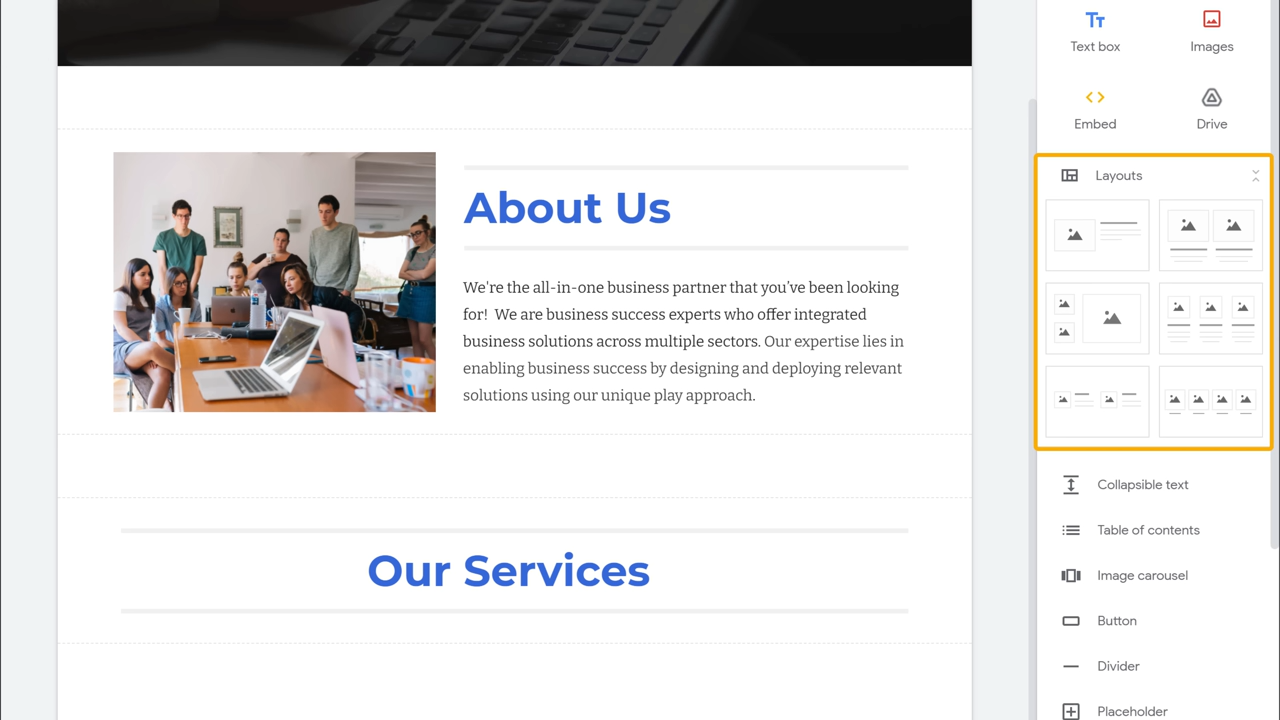 Tт
Text box
Images
Embed
Drive
Layouts
About Us
We're the all-in-one business partner that you've been looking
for!  We are business success experts who offer integrated
business solutions across multiple sectors. Our expertise lies in
enabling business success by designing and deploying relevant
solutions using our unique play approach.
Our Services
Collapsible text
Table of contents
Image carousel
Button
Divider
Placeholder